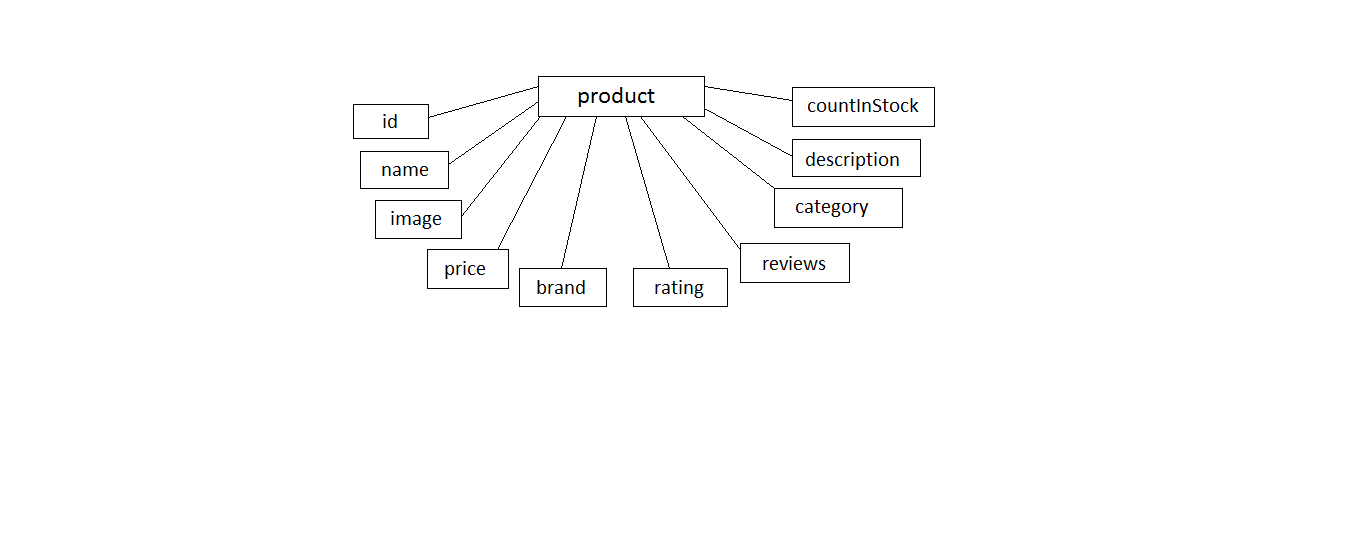 product
id
name
image
price
brand
rating
reviews
category
description
countInStock